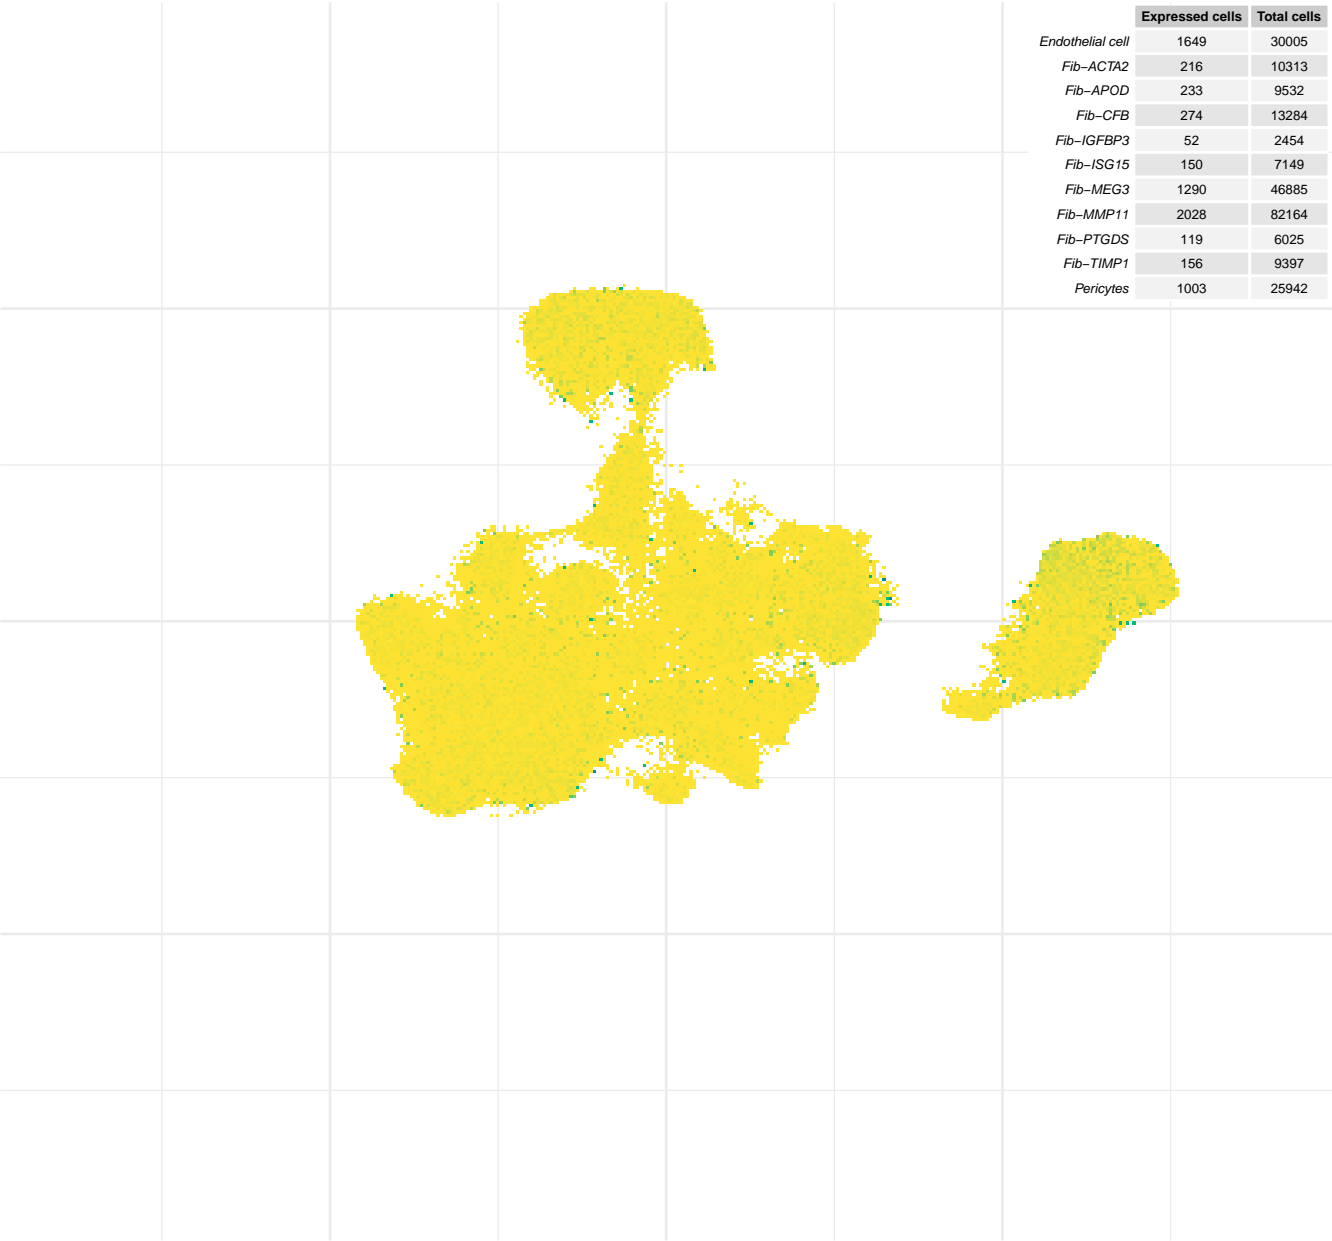 Expressed cells Total cells
Endothelial cell 1649 30005
Fib−ACTA2 216 10313
Fib−APOD 233 9532
Fib−CFB 274 13284
Fib−IGFBP3 52 2454
Fib−ISG15 150 7149
Fib−MEG3 1290 46885
Fib−MMP11 2028 82164
Fib−PTGDS 119 6025
Fib−TIMP1 156 9397
Pericytes 1003 25942